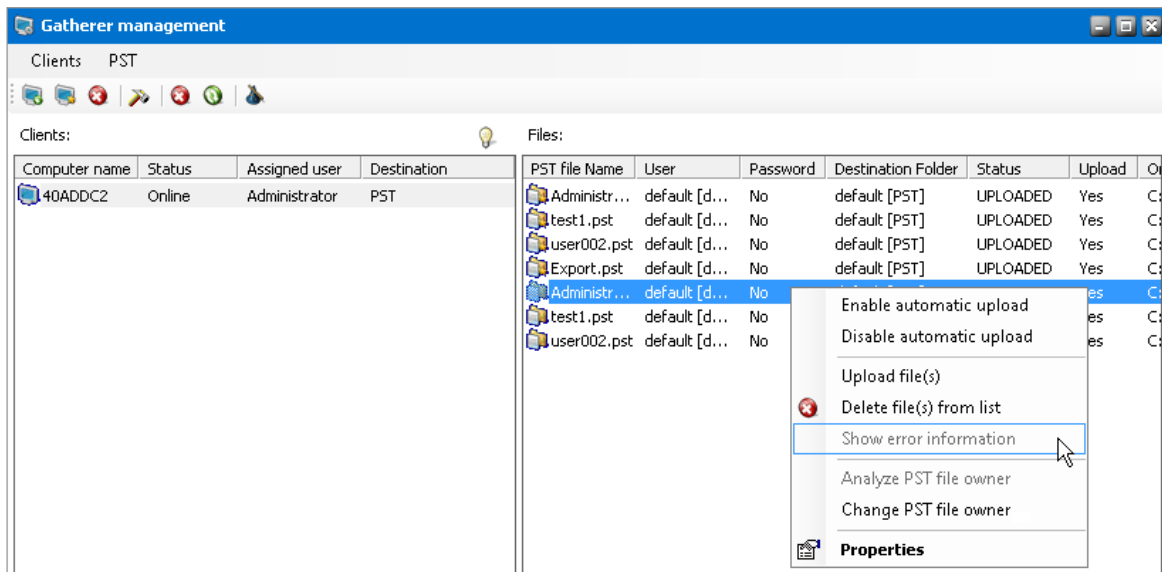 Gatherer management
Clients PST
Clients: Files:
Computer name Status Assigned user Destination
40ADDC2 Online Administrator PST
PST file Name User Password Destination Folder Status Upload
Administr... default [d... No default [PST] UPLOADED Yes C:
test1.pst default [d... No default [PST] UPLOADED Yes C:
user002.pst default [d... No default [PST] UPLOADED Yes C:
Export.pst default [d... No default [PST] UPLOADED Yes C:
Administr... default [d... No C:
test1.pst default [d... No C:
user002.pst default [d... No C:
Enable automatic upload
Disable automatic upload
Upload file(s)
Delete file(s) from list
Show error information
Analyze PST file owner
Change PST file owner
Properties